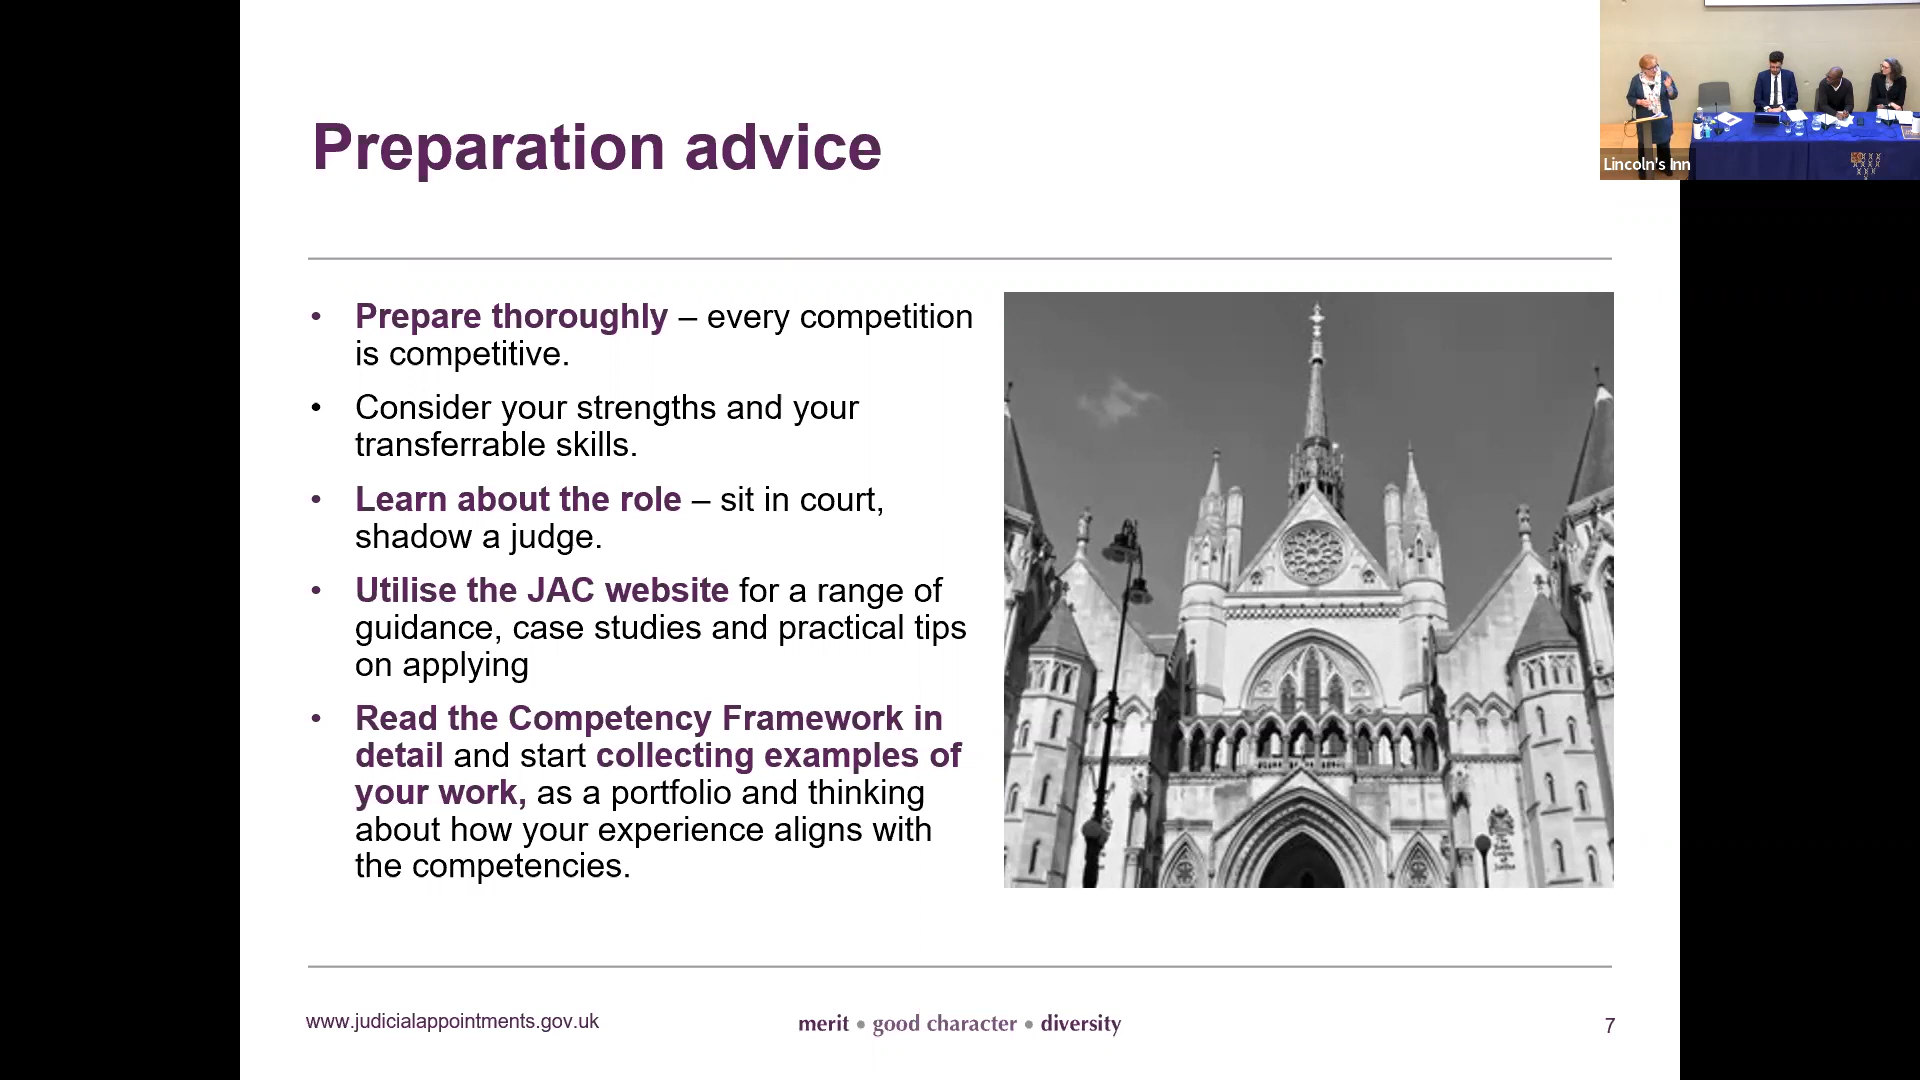 Preparation advice
Lincoln's Inn
• Prepare thoroughly – every competition
is competitive.
• Consider your strengths and your
transferrable skills.
• Learn about the role – sit in court,
shadow a judge.
• Utilise the JAC website for a range of
guidance, case studies and practical tips
on applying
• Read the Competency Framework in
detail and start collecting examples of
your work, as a portfolio and thinking
about how your experience aligns with
the competencies.
www.judicialappointments.gov.uk
merit • good character • diversity
7